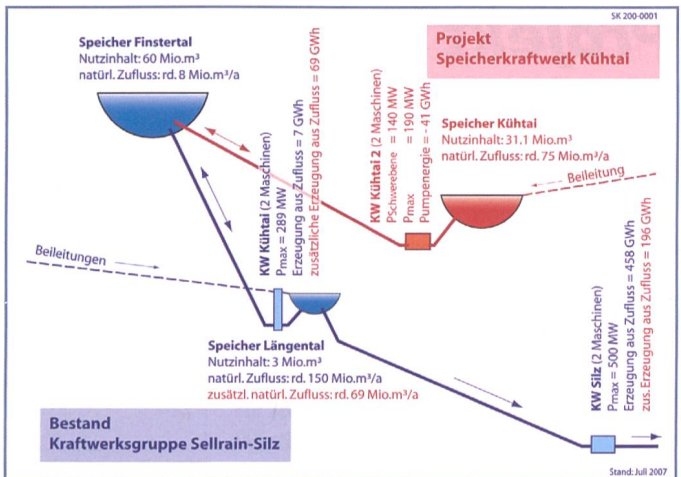 SK 200-0001
Projekt
Speicherkraftwerk Kühtai
Speicher Finstertal
Nutzinhalt: 60 Mio.m³
natürl. Zufluss: rd. 8 Mio.m³/a
KW Kühtai (2 Maschinen)
Pmax = 289 MW
Erzeugung aus Zufluss = 7 GWh
zusätzliche Erzeugung aus Zufluss = 69 GWh
KW Kühtai 2 (2 Maschinen)
PSchwerebene = 140 MW
Pmax = 190 MW
Pumpenergie = - 41 GWh
Speicher Kühtai
Nutzinhalt: 31.1 Mio.m³
natürl. Zufluss: rd. 75 Mio.m³/a
Beileitung
Beileitungen
Speicher Längental
Nutzinhalt: 3 Mio.m³
natürl. Zufluss: rd. 150 Mio.m³/a
zusätzl. natürl. Zufluss: rd. 69 Mio.m³/a
KW Silz (2 Maschinen)
Pmax = 500 MW
Erzeugung aus Zufluss = 458 GWh
zus. Erzeugung aus Zufluss = 196 GWh
Bestand
Kraftwerksgruppe Sellrain-Silz
Stand: Juli 2007